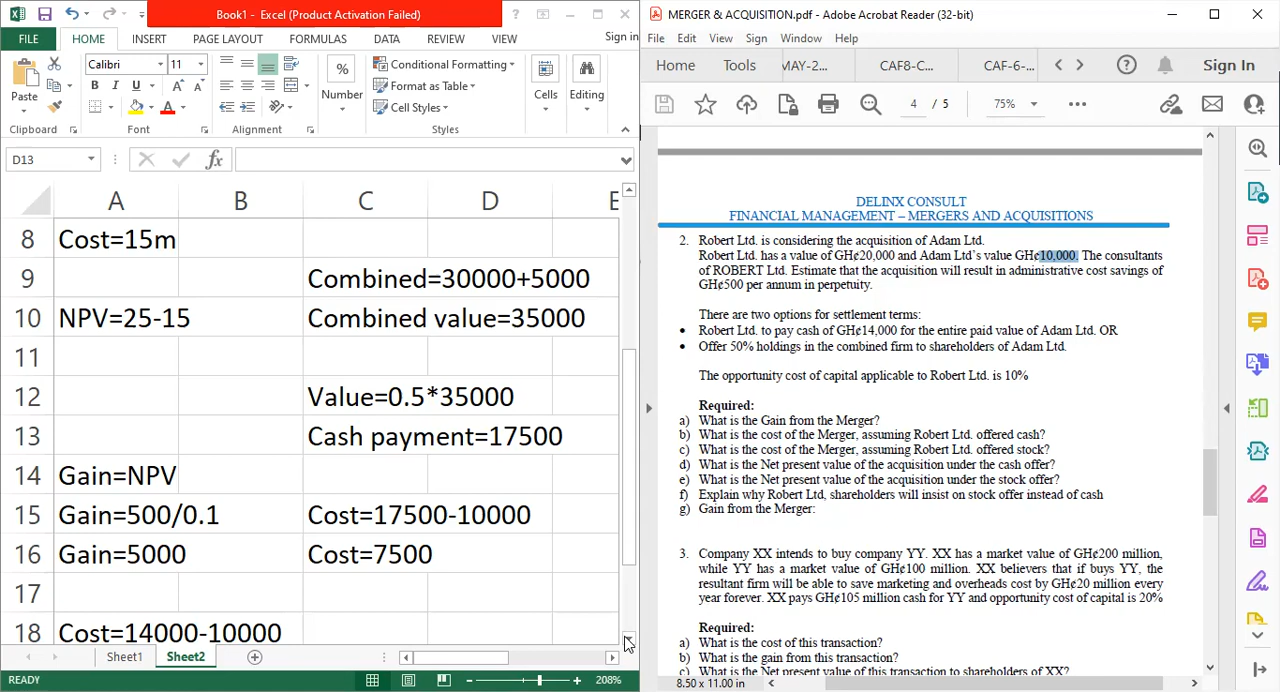 Book1 - Excel (Product Activation Failed)
FILE HOME INSERT PAGE LAYOUT FORMULAS DATA REVIEW VIEW Sign in
Paste
Calibri 11
B I U
A A
%
Number
Conditional Formatting
Format as Table
Cell Styles
Cells
Editing
Clipboard Font Alignment Styles
D13 fx
A B C D E
8 Cost=15m
9 Combined=30000+5000
10 NPV=25-15 Combined value=35000
11
12 Value=0.5*35000
13 Cash payment=17500
14 Gain=NPV
15 Gain=500/0.1 Cost=17500-10000
16 Gain=5000 Cost=7500
17
18 Cost=14000-10000
Sheet1 Sheet2
READY 208%
MERGER & ACQUISITION.pdf - Adobe Acrobat Reader (32-bit)
File Edit View Sign Window Help
Home Tools MAY-2... CAF8-C... CAF-6-... Sign In
4 / 5 75%
DELINX CONSULT
FINANCIAL MANAGEMENT – MERGERS AND ACQUISITIONS
2. Robert Ltd. is considering the acquisition of Adam Ltd.
Robert Ltd. has a value of GH¢20,000 and Adam Ltd's value GH¢10,000. The consultants
of ROBERT Ltd. Estimate that the acquisition will result in administrative cost savings of
GH¢500 per annum in perpetuity.
There are two options for settlement terms:
• Robert Ltd. to pay cash of GH¢14,000 for the entire paid value of Adam Ltd. OR
• Offer 50% holdings in the combined firm to shareholders of Adam Ltd.
The opportunity cost of capital applicable to Robert Ltd. is 10%
Required:
a) What is the Gain from the Merger?
b) What is the cost of the Merger, assuming Robert Ltd. offered cash?
c) What is the cost of the Merger, assuming Robert Ltd. offered stock?
d) What is the Net present value of the acquisition under the cash offer?
e) What is the Net present value of the acquisition under the stock offer?
f) Explain why Robert Ltd, shareholders will insist on stock offer instead of cash
g) Gain from the Merger:
3. Company XX intends to buy company YY. XX has a market value of GH¢200 million,
while YY has a market value of GH¢100 million. XX believes that if buys YY, the
resultant firm will be able to save marketing and overheads cost by GH¢20 million every
year forever. XX pays GH¢105 million cash for YY and opportunity cost of capital is 20%
Required:
a) What is the cost of this transaction?
b) What is the gain from this transaction?
c) What is the Net present value of this transaction to shareholders of XX?
8.50 x 11.00 in